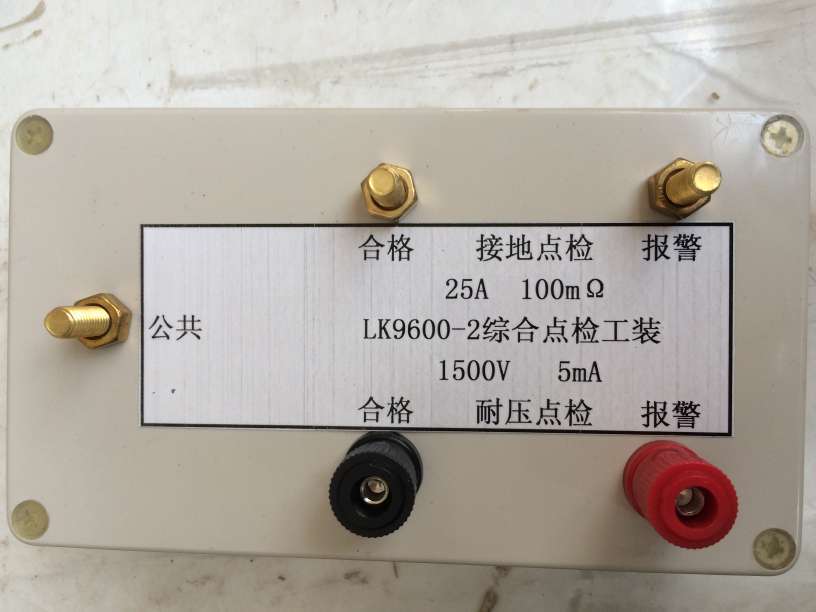 合格 接地点检 报警
25A 100mΩ
公共 LK9600-2综合点检工装
1500V 5mA
合格 耐压点检 报警